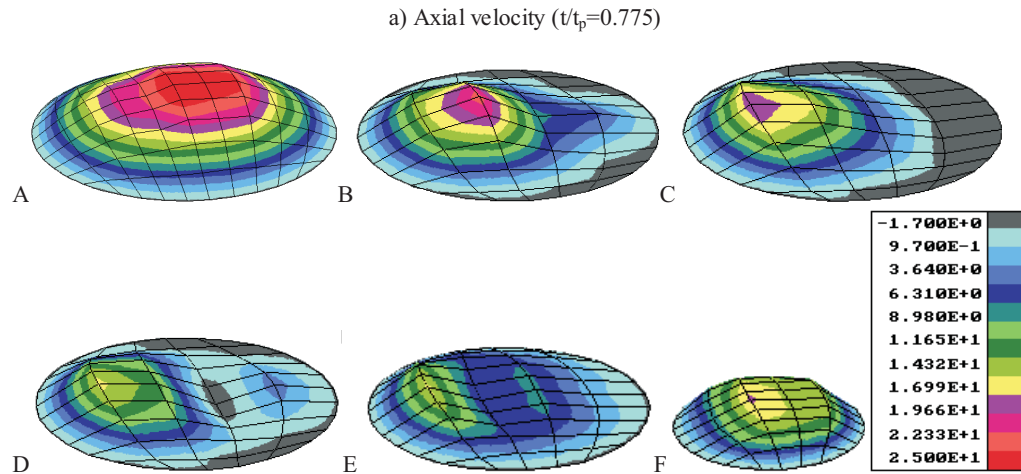 a) Axial velocity (t/tp=0.775)
A
B
C
-1.700E+0
9.700E-1
3.640E+0
6.310E+0
8.980E+0
1.165E+1
1.432E+1
1.699E+1
1.966E+1
2.233E+1
2.500E+1
D
E
F